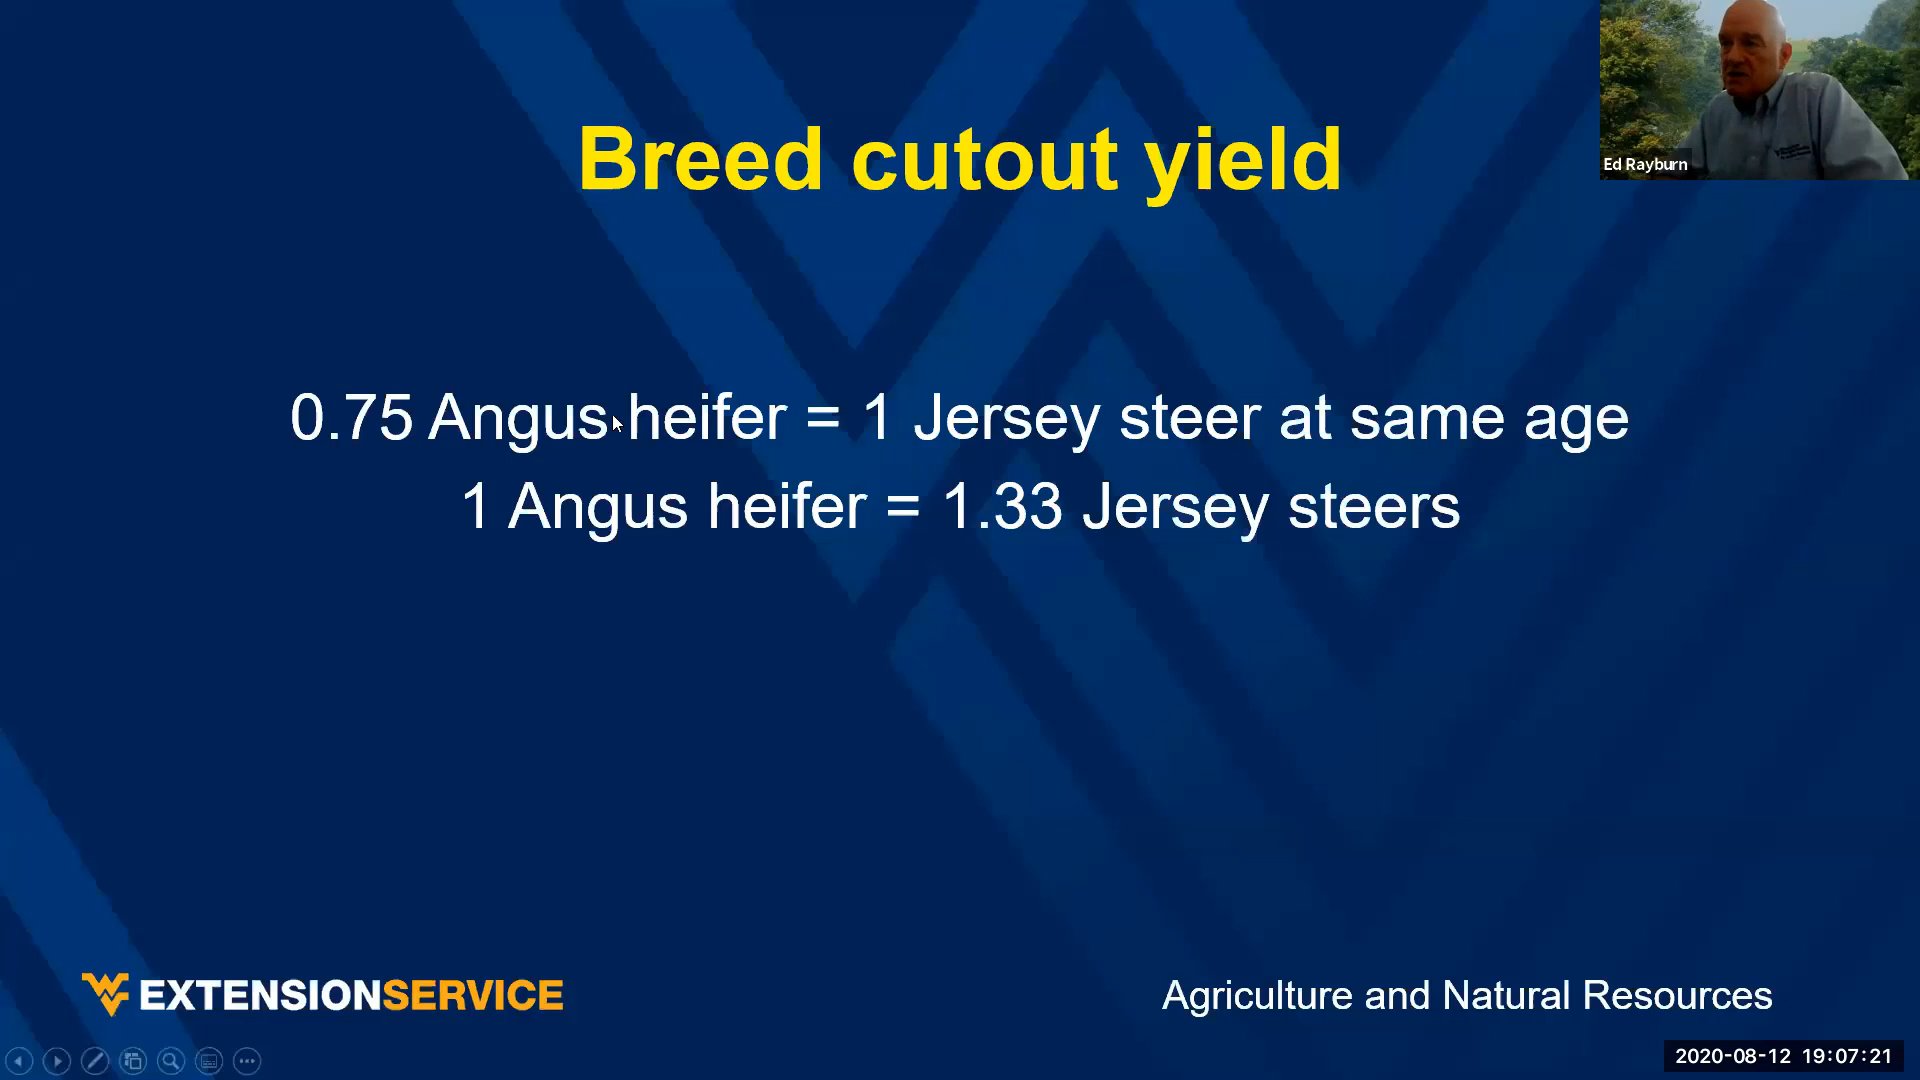 Breed cutout yield
Ed Rayburn
0.75 Angus heifer = 1 Jersey steer at same age
1 Angus heifer = 1.33 Jersey steers
WV EXTENSIONSERVICE
Agriculture and Natural Resources
2020-08-12 19:07:21